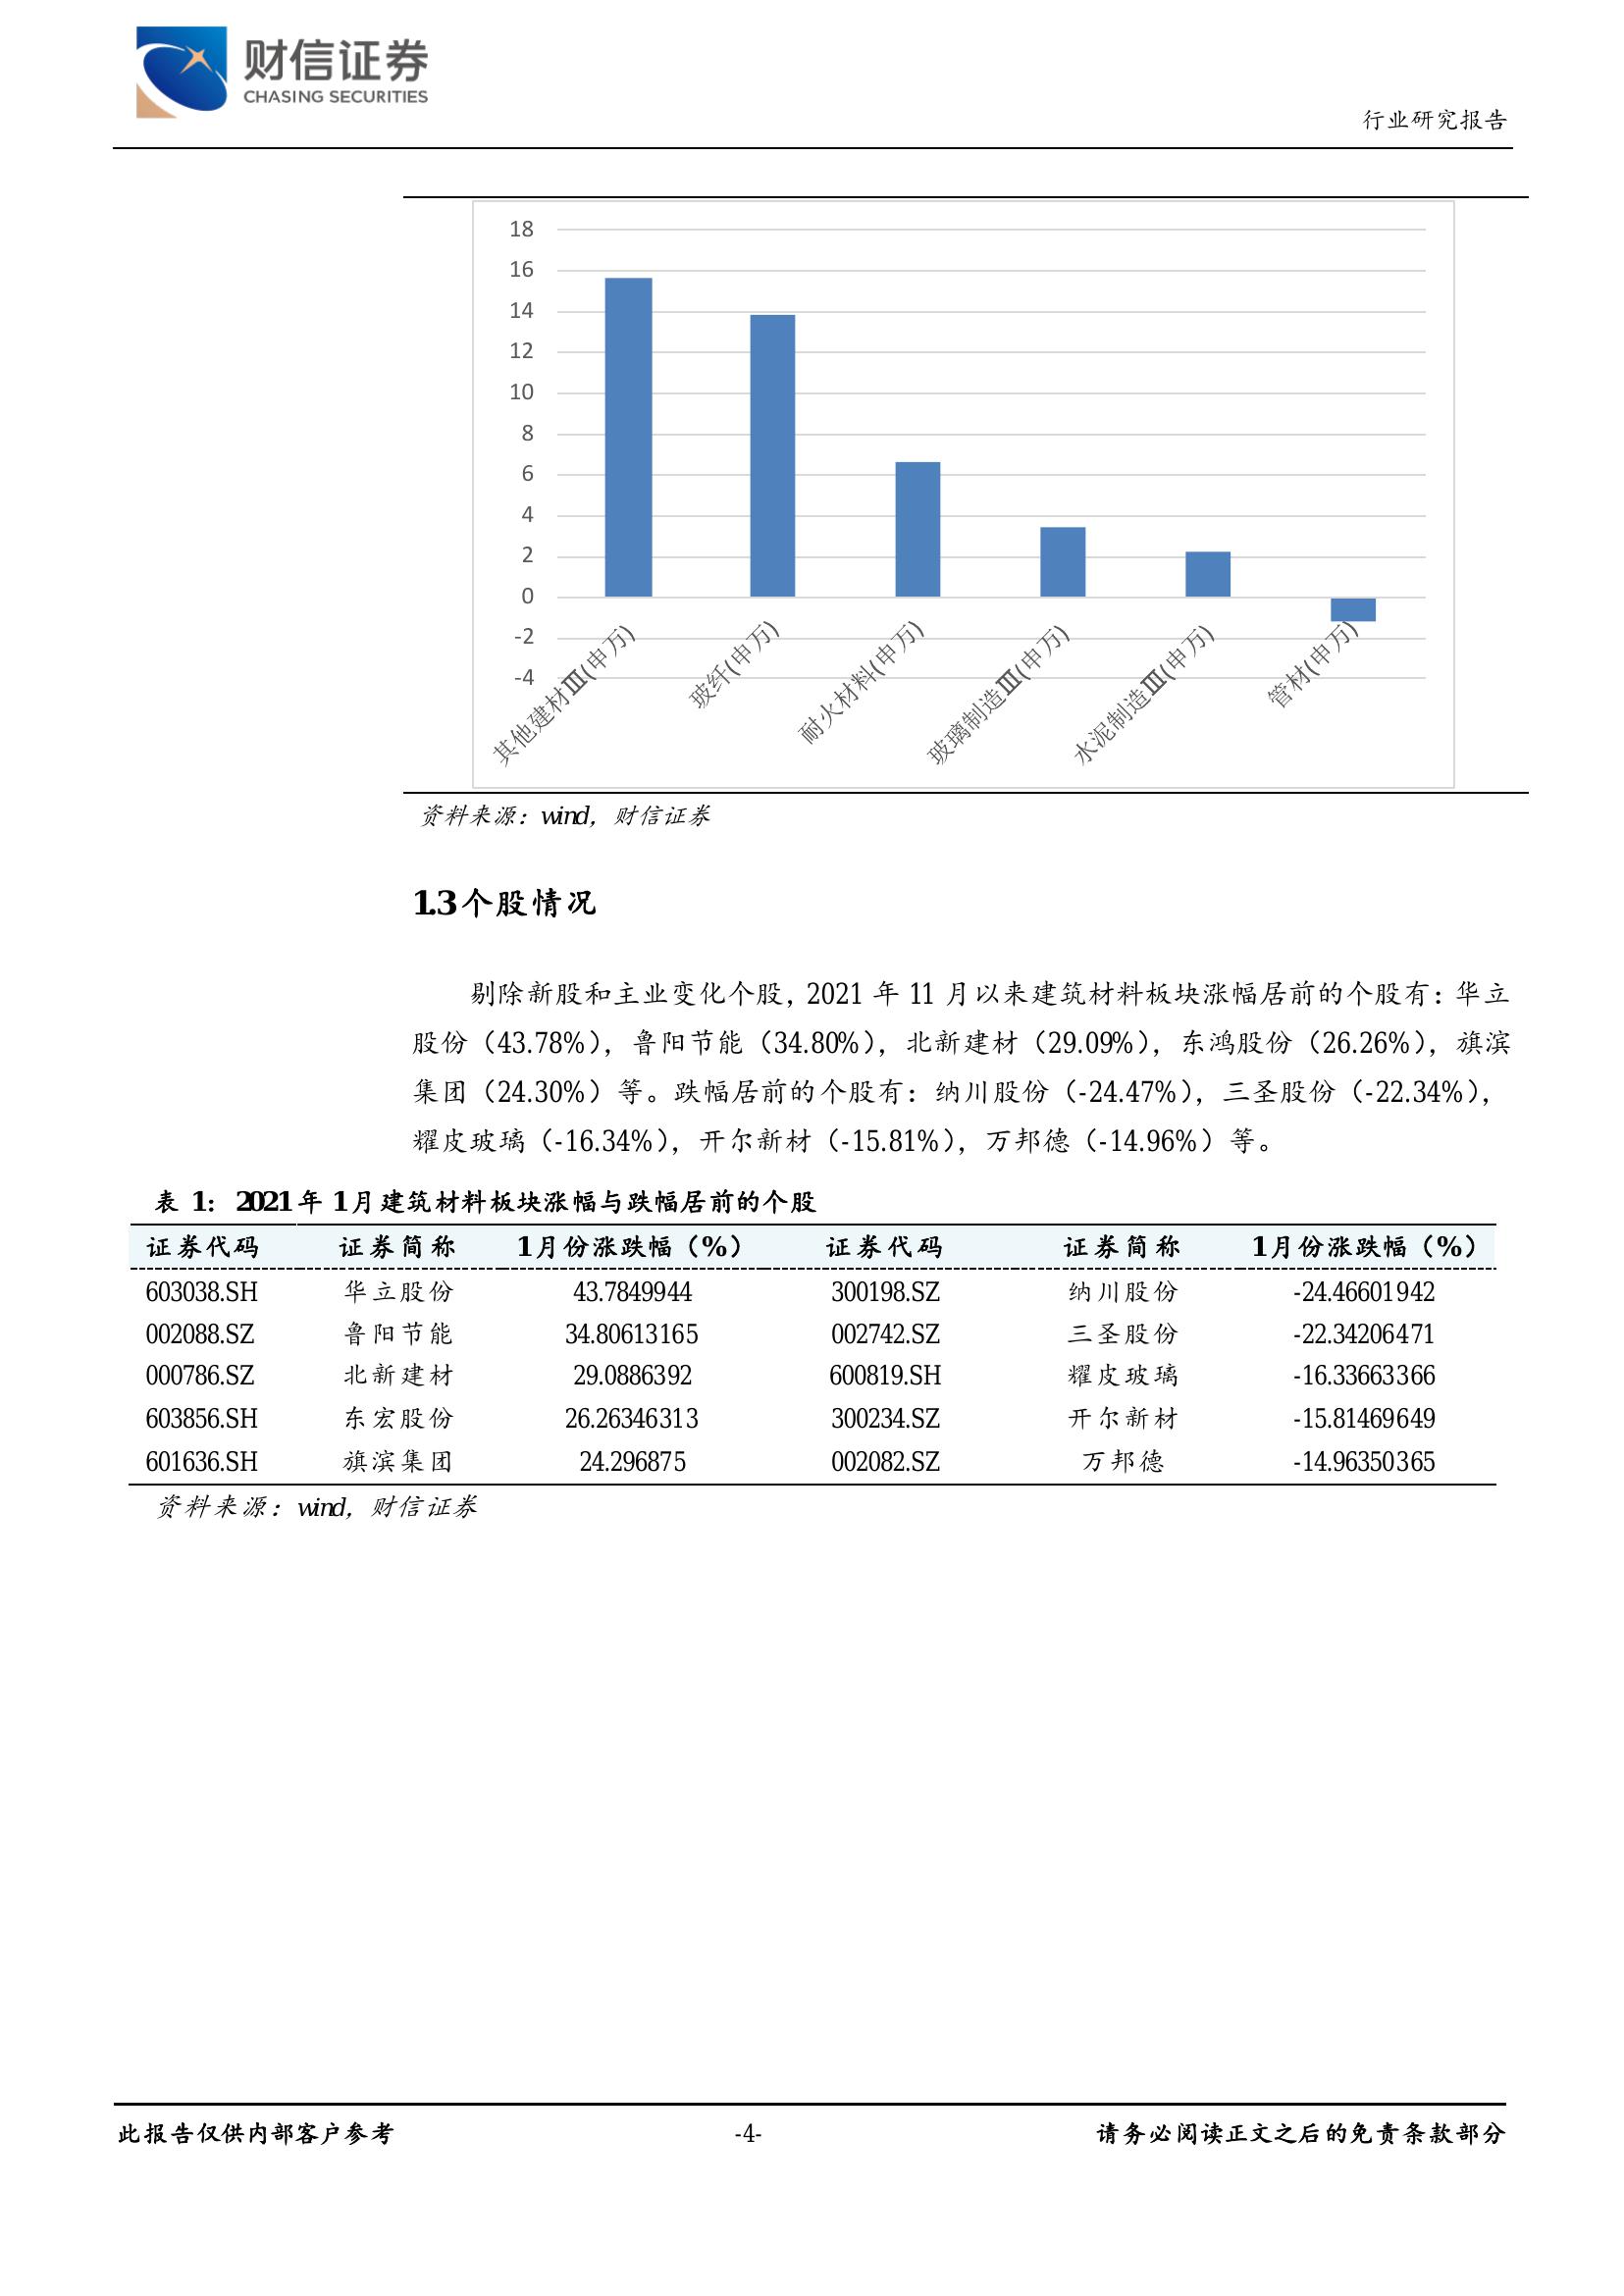 财信证券
CHASING SECURITIES
行业研究报告
18
16
14
12
10
8
6
4
2
0
-2
-4
其他建材Ⅲ(申万)
玻纤(申万)
耐火材料(申万)
玻璃制造Ⅲ(申万)
水泥制造Ⅲ(申万)
管材(申万)
资料来源：wind，财信证券
1.3 个股情况
剔除新股和主业变化个股，2021 年 11 月以来建筑材料板块涨幅居前的个股有：华立
股份（43.78%），鲁阳节能（34.80%），北新建材（29.09%），东鸿股份（26.26%），旗滨
集团（24.30%）等。跌幅居前的个股有：纳川股份（-24.47%），三圣股份（-22.34%），
耀皮玻璃（-16.34%），开尔新材（-15.81%），万邦德（-14.96%）等。
表 1： 2021 年 1 月建筑材料板块涨幅与跌幅居前的个股
证券代码 证券简称 1 月份涨跌幅（%） 证券代码 证券简称 1 月份涨跌幅（%）
603038.SH 华立股份 43.7849944 300198.SZ 纳川股份 -24.46601942
002088.SZ 鲁阳节能 34.80613165 002742.SZ 三圣股份 -22.34206471
000786.SZ 北新建材 29.0886392 600819.SH 耀皮玻璃 -16.33663366
603856.SH 东宏股份 26.26346313 300234.SZ 开尔新材 -15.81469649
601636.SH 旗滨集团 24.296875 002082.SZ 万邦德 -14.96350365
资料来源：wind，财信证券
此报告仅供内部客户参考 -4- 请务必阅读正文之后的免责条款部分